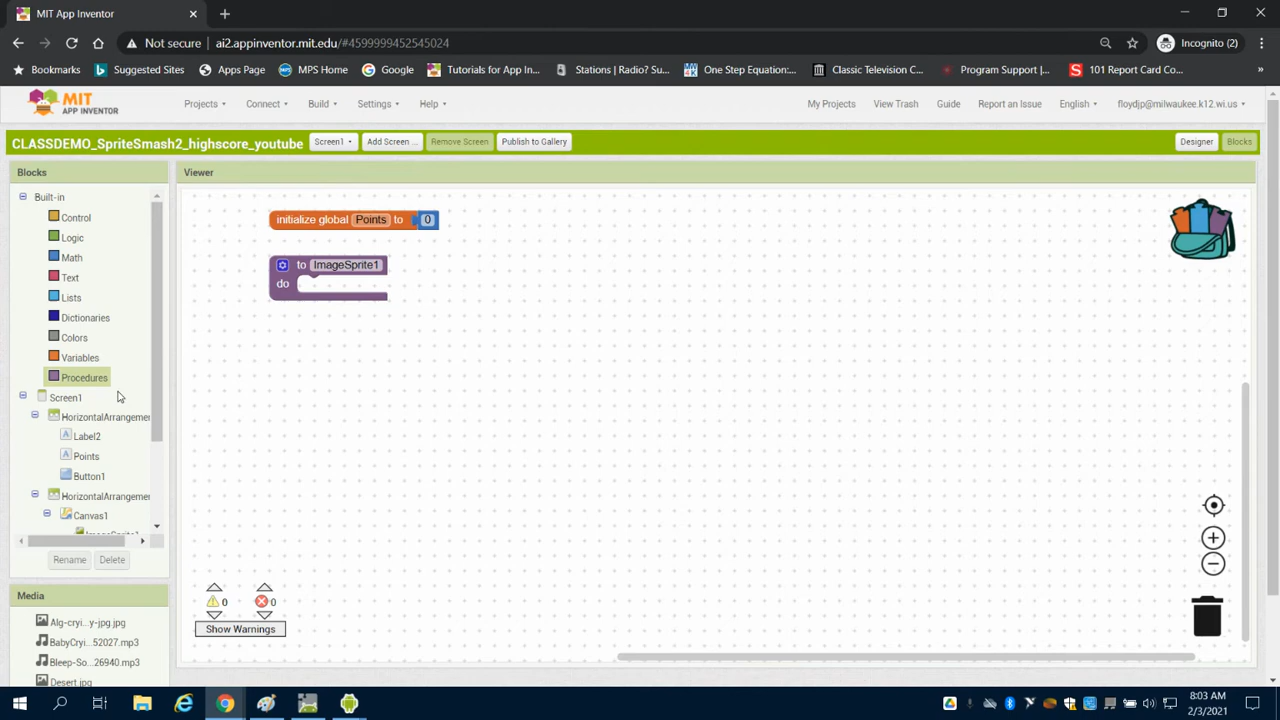 MIT App Inventor
Not secure ai2.appinventor.mit.edu/#4599999452545024 Incognito (2)
Bookmarks Suggested Sites Apps Page MPS Home Google Tutorials for App In... Stations | Radio? Su... One Step Equation:... Classic Television C... Program Support |... 101 Report Card Co... »
MIT
APP INVENTOR
Projects Connect Build Settings Help My Projects View Trash Guide Report an Issue English floydjp@milwaukee.k12.wi.us
CLASSDEMO_SpriteSmash2_highscore_youtube Screen1 Add Screen ... Remove Screen Publish to Gallery Designer Blocks
Blocks
Viewer
Built-in
Control
Logic
Math
Text
Lists
Dictionaries
Colors
Variables
Procedures
Screen1
HorizontalArrangemer
Label2
Points
Button1
HorizontalArrangemer
Canvas1
ImageSprite1
Rename Delete
Media
Alg-cryi...y-jpg.jpg
BabyCryi...52027.mp3
Bleep-So...26940.mp3
Desert.jpg
initialize global Points to 0
to ImageSprite1
do
0 0
Show Warnings
8:03 AM
2/3/2021